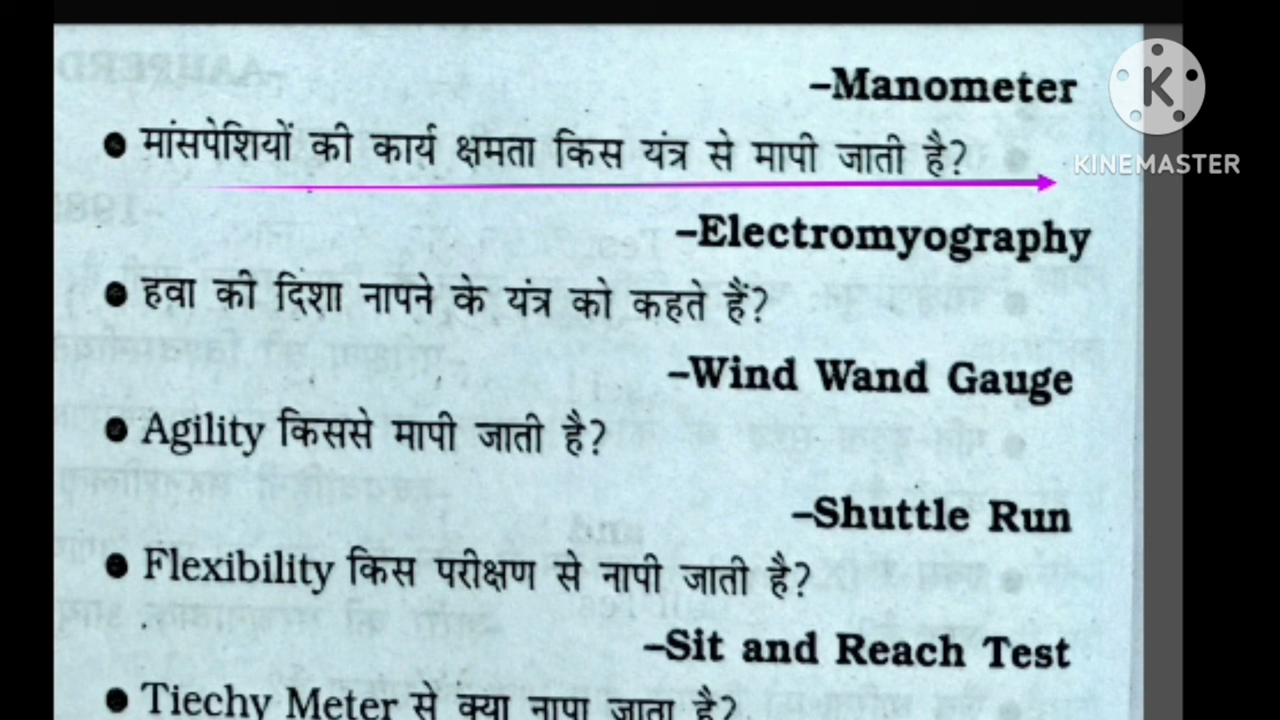 –Manometer
● मांसपेशियों की कार्य क्षमता किस यंत्र से मापी जाती है?
–Electromyography
● हवा की दिशा नापने के यंत्र को कहते हैं?
–Wind Wand Gauge
● Agility किससे मापी जाती है?
–Shuttle Run
● Flexibility किस परीक्षण से नापी जाती है?
–Sit and Reach Test
● Tiechy Meter से क्या नापा जाता है?
K
KINEMASTER